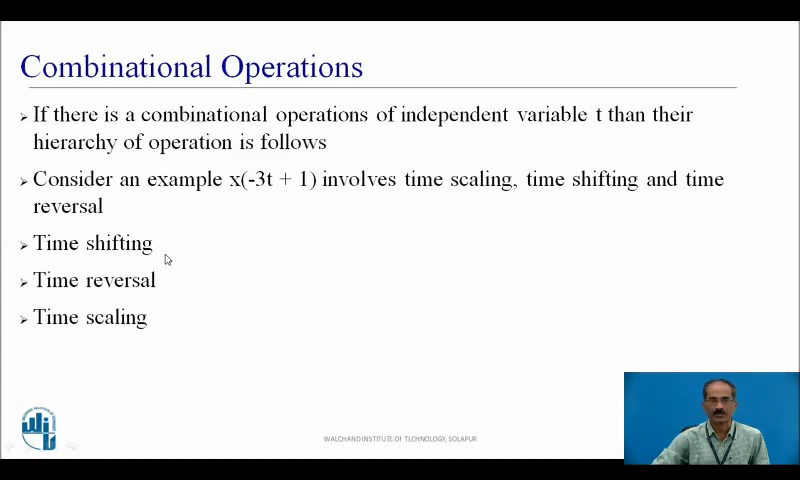 Combinational Operations
If there is a combinational operations of independent variable t than their
hierarchy of operation is follows
Consider an example x(-3t + 1) involves time scaling, time shifting and time
reversal
Time shifting
Time reversal
Time scaling
WALCHAND INSTITUTE OF TECHNOLOGY, SOLAPUR